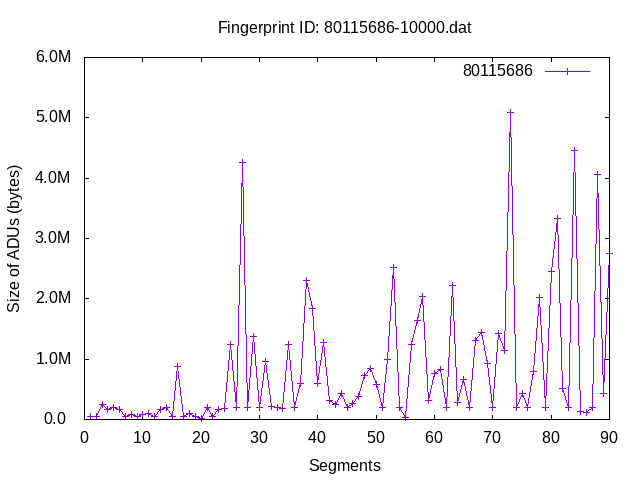 Fingerprint ID: 80115686-10000.dat
80115686
6.0M
5.0M
4.0M
3.0M
2.0M
1.0M
0.0
Size of ADUs (bytes)
0 10 20 30 40 50 60 70 80 90
Segments